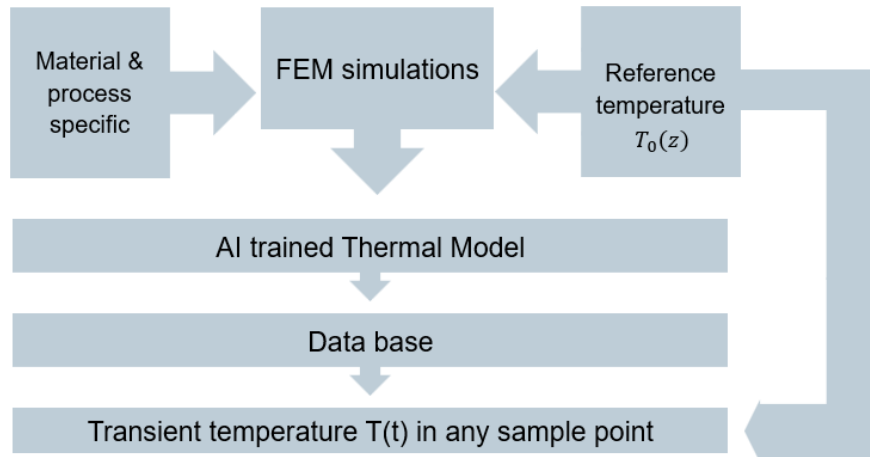 Material &
process
specific
FEM simulations
Reference
temperature
𝑇₀(𝑧)
AI trained Thermal Model
Data base
Transient temperature T(t) in any sample point